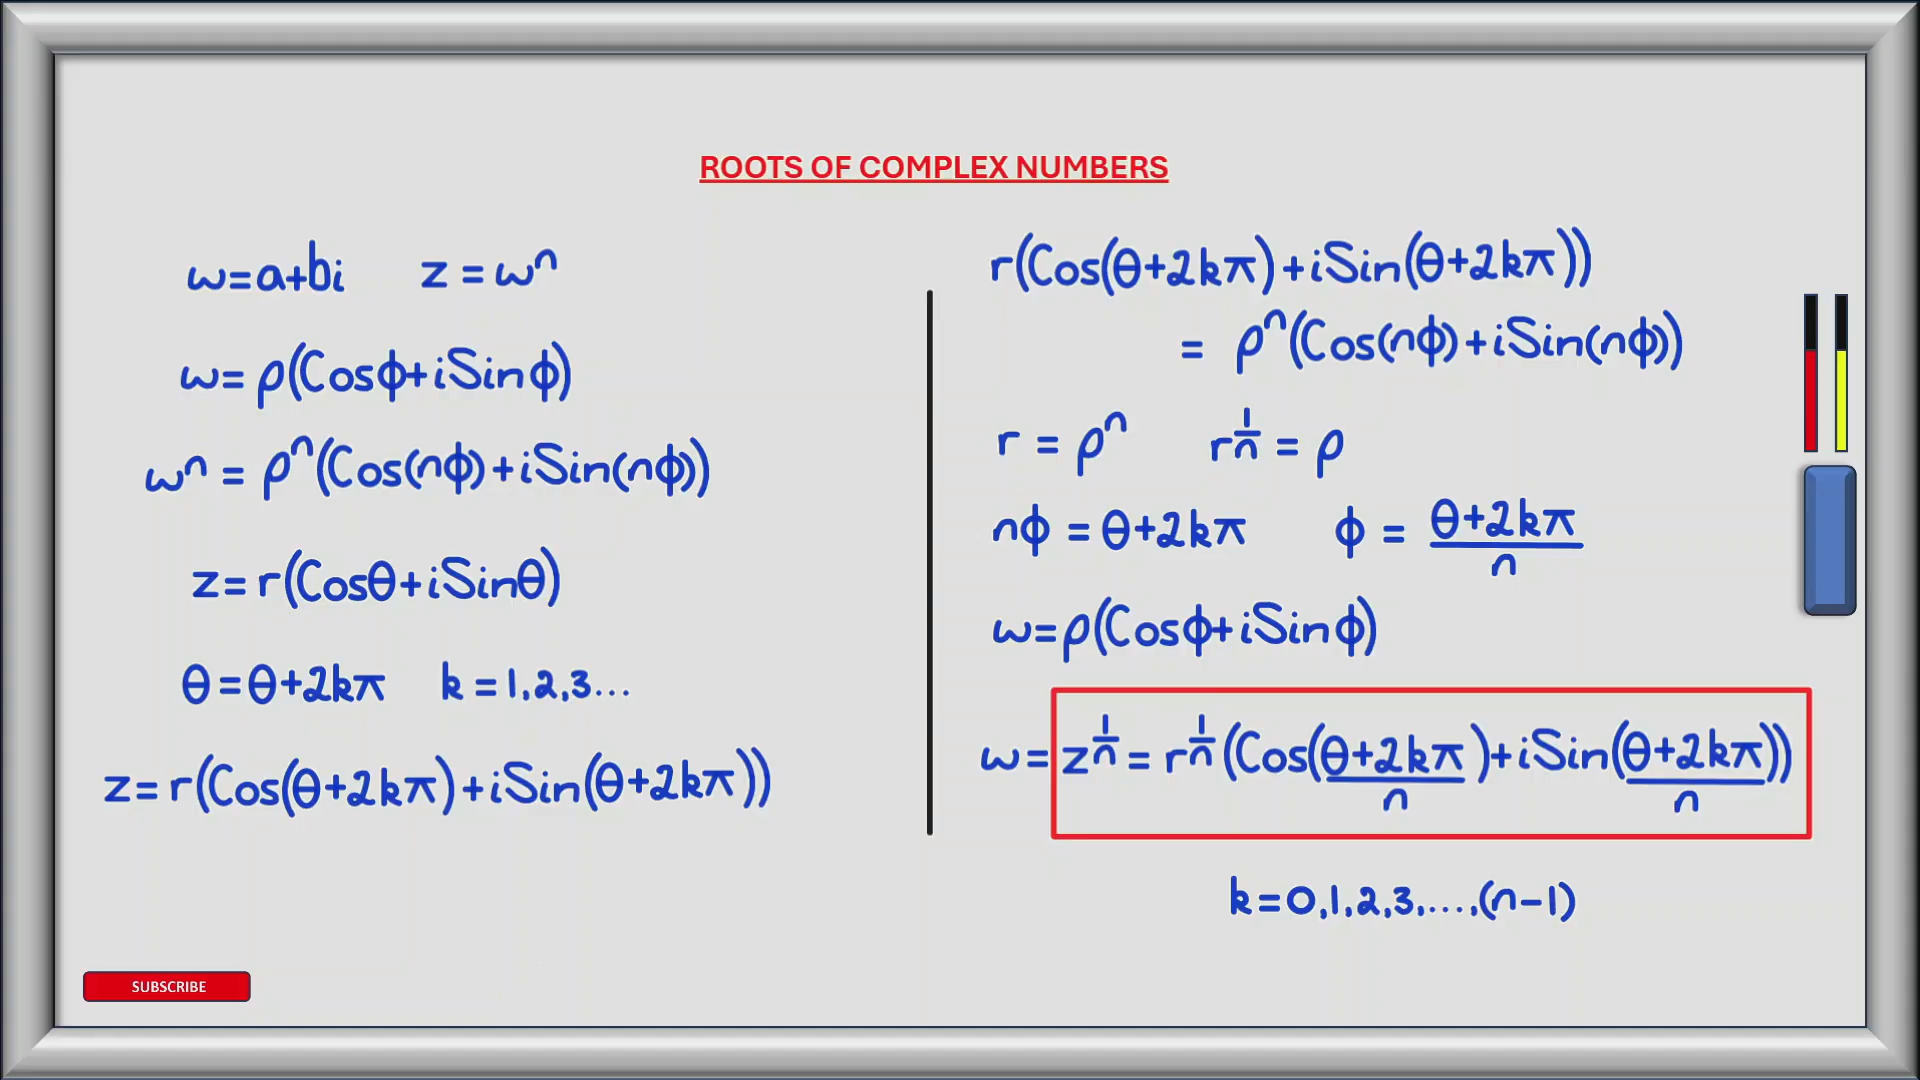 ROOTS OF COMPLEX NUMBERS
ω=a+bi z=ωⁿ
ω=ρ(Cosϕ+iSinϕ)
ωⁿ=ρⁿ(Cos(nϕ)+iSin(nϕ))
z=r(Cosθ+iSinθ)
θ=θ+2kπ k=1,2,3...
z=r(Cos(θ+2kπ)+iSin(θ+2kπ))
r(Cos(θ+2kπ)+iSin(θ+2kπ))
= ρⁿ(Cos(nϕ)+iSin(nϕ))
r=ρⁿ r^(1/n)=ρ
nϕ=θ+2kπ ϕ=(θ+2kπ)/n
ω=ρ(Cosϕ+iSinϕ)
ω=z^(1/n)=r^(1/n)(Cos((θ+2kπ)/n)+iSin((θ+2kπ)/n))
k=0,1,2,3,....,(n-1)
SUBSCRIBE